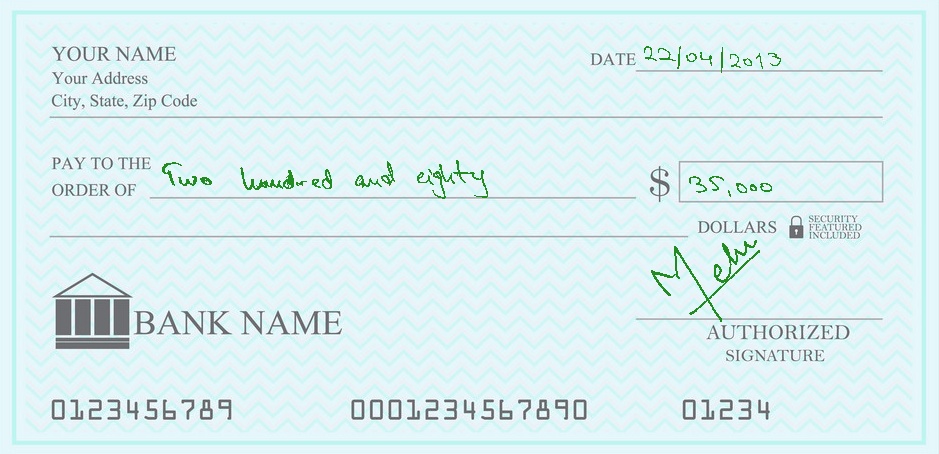 YOUR NAME
DATE 22/04/2013
Your Address
City, State, Zip Code
PAY TO THE
ORDER OF Two hundred and eighty $ 35,000
DOLLARS SECURITY
FEATURED
INCLUDED
BANK NAME
AUTHORIZED
SIGNATURE
0123456789 0001234567890 01234